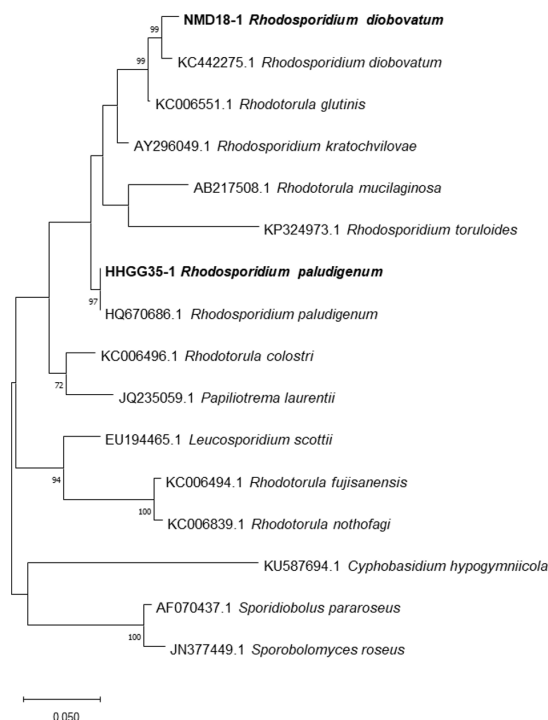 NMD18-1 Rhodosporidium diobovatum
99
KC442275.1 Rhodosporidium diobovatum
99
KC006551.1 Rhodotorula glutinis
AY296049.1 Rhodosporidium kratochvilovae
AB217508.1 Rhodotorula mucilaginosa
KP324973.1 Rhodosporidium toruloides
HHGG35-1 Rhodosporidium paludigenum
97
HQ670686.1 Rhodosporidium paludigenum
KC006496.1 Rhodotorula colostri
72
JQ235059.1 Papiliotrema laurentii
EU194465.1 Leucosporidium scottii
94
KC006494.1 Rhodotorula fujisanensis
100
KC006839.1 Rhodotorula nothofagi
KU587694.1 Cyphobasidium hypogymniicola
AF070437.1 Sporidiobolus pararoseus
100
JN377449.1 Sporobolomyces roseus
0.050